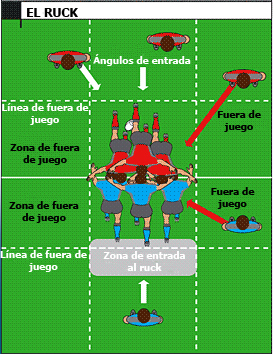 EL RUCK
Ángulos de entrada
Línea de fuera de
juego
Fuera de
juego
Zona de fuera
de juego
Zona de fuera
de juego
Fuera de
juego
Línea de fuera de
juego
Zona de entrada
al ruck